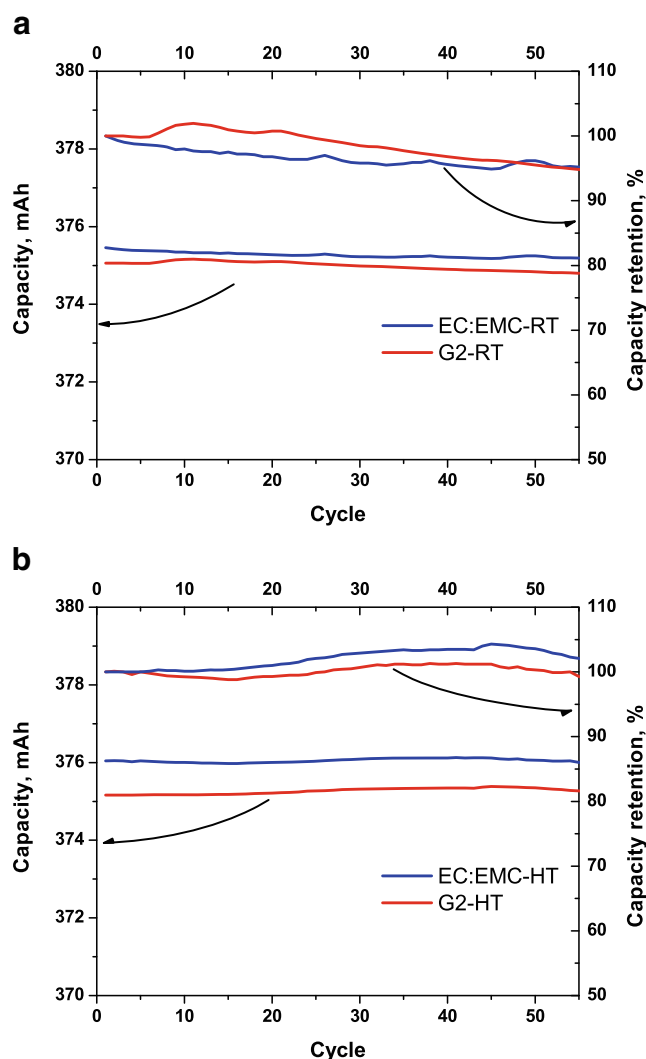 a
0 10 20 30 40 50
380 110
378 100
376 90
374 80
372 70
370 60
50
Capacity, mAh
Capacity retention, %
EC:EMC-RT
G2-RT
0 10 20 30 40 50
Cycle
b
0 10 20 30 40 50
380 110
378 100
376 90
374 80
372 70
370 60
50
Capacity, mAh
Capacity retention, %
EC:EMC-HT
G2-HT
0 10 20 30 40 50
Cycle